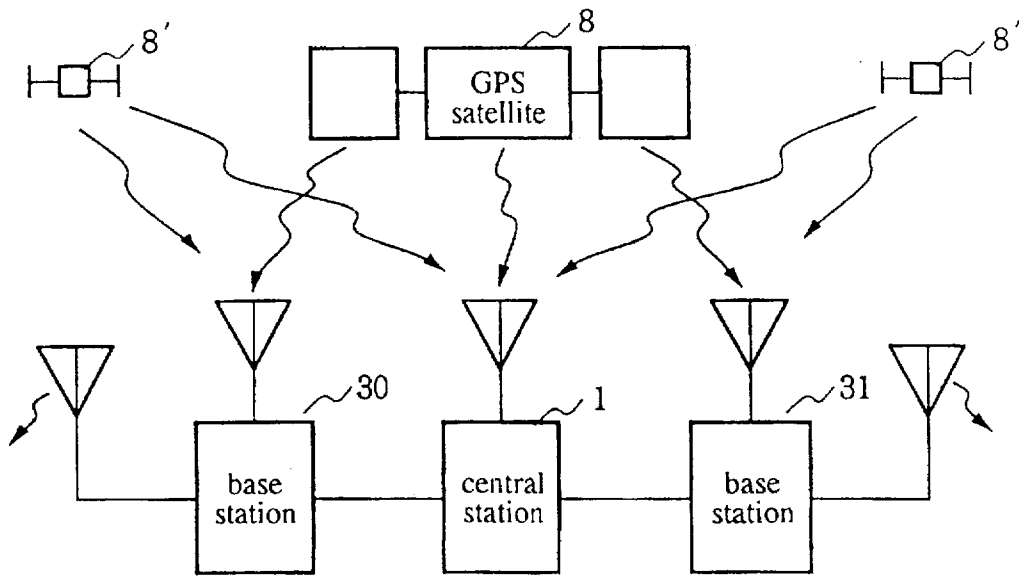 8'
8
8'
GPS
satellite
30
1
31
base
station
central
station
base
station